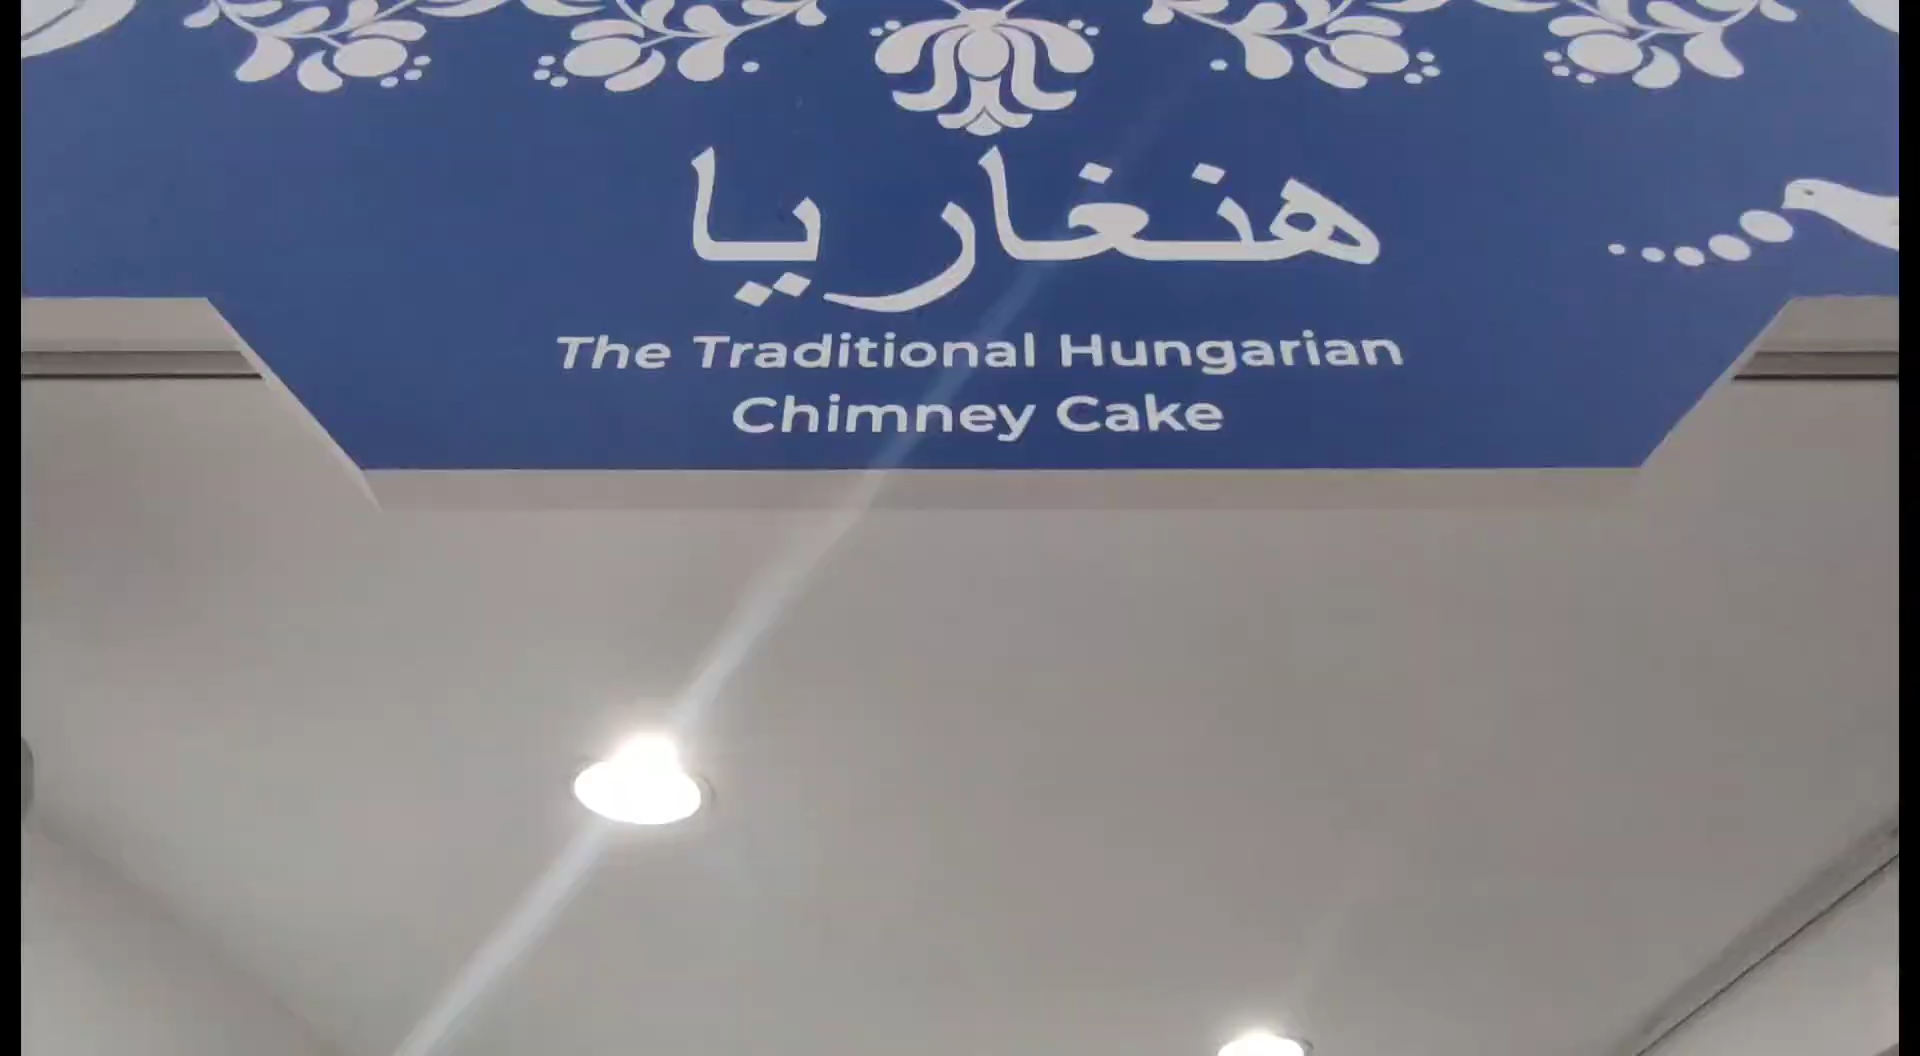 هنغاريا
The Traditional Hungarian
Chimney Cake